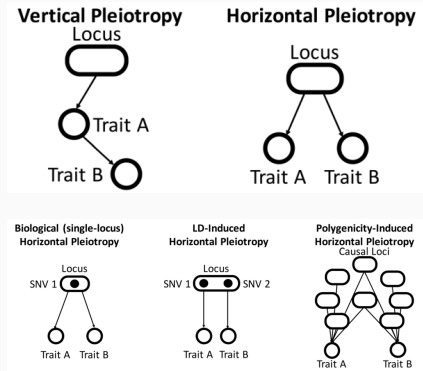 Vertical Pleiotropy
Locus
Trait A
Trait B
Horizontal Pleiotropy
Locus
Trait A Trait B
Biological (single-locus)
Horizontal Pleiotropy
Locus
SNV 1
Trait A Trait B
LD-Induced
Horizontal Pleiotropy
Locus
SNV 1 SNV 2
Trait A Trait B
Polygenicity-Induced
Horizontal Pleiotropy
Causal Loci
Trait A Trait B